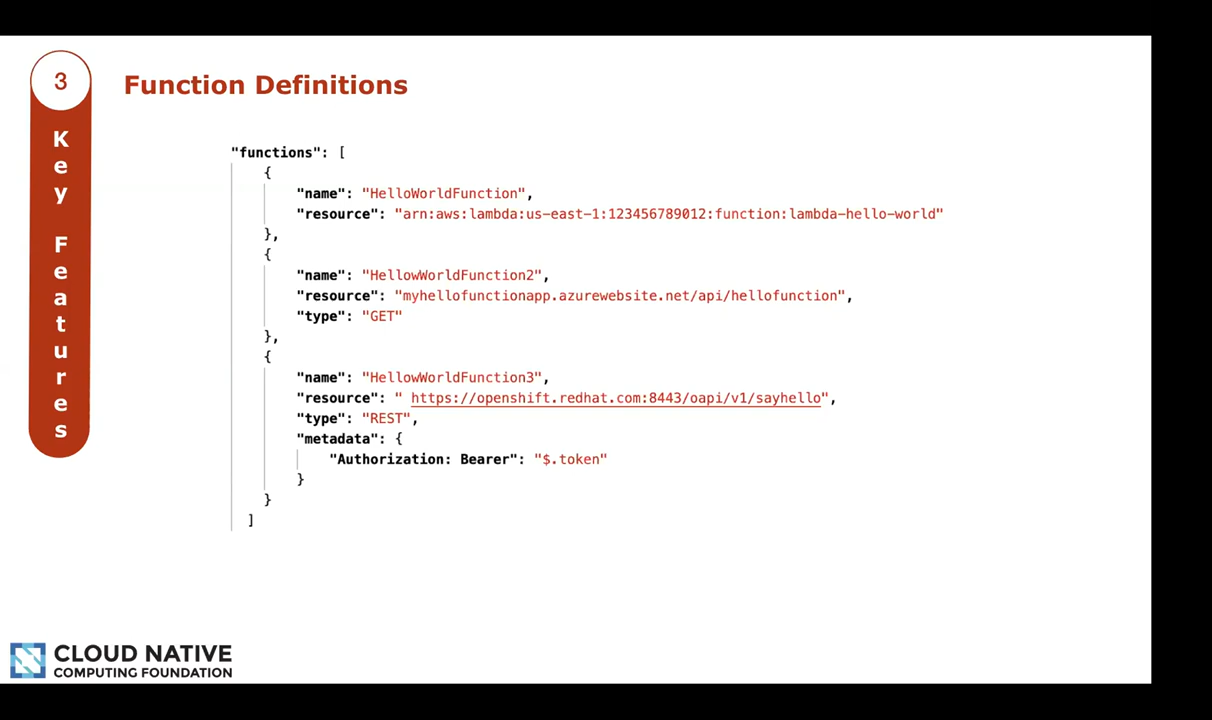 3
Key Features
Function Definitions
"functions": [
{
"name": "HelloWorldFunction",
"resource": "arn:aws:lambda:us-east-1:123456789012:function:lambda-hello-world"
},
{
"name": "HellowWorldFunction2",
"resource": "myhellofunctionapp.azurewebsite.net/api/hellofunction",
"type": "GET"
},
{
"name": "HellowWorldFunction3",
"resource": " https://openshift.redhat.com:8443/oapi/v1/sayhello",
"type": "REST",
"metadata": {
"Authorization: Bearer": "$.token"
}
}
]
CLOUD NATIVE
COMPUTING FOUNDATION